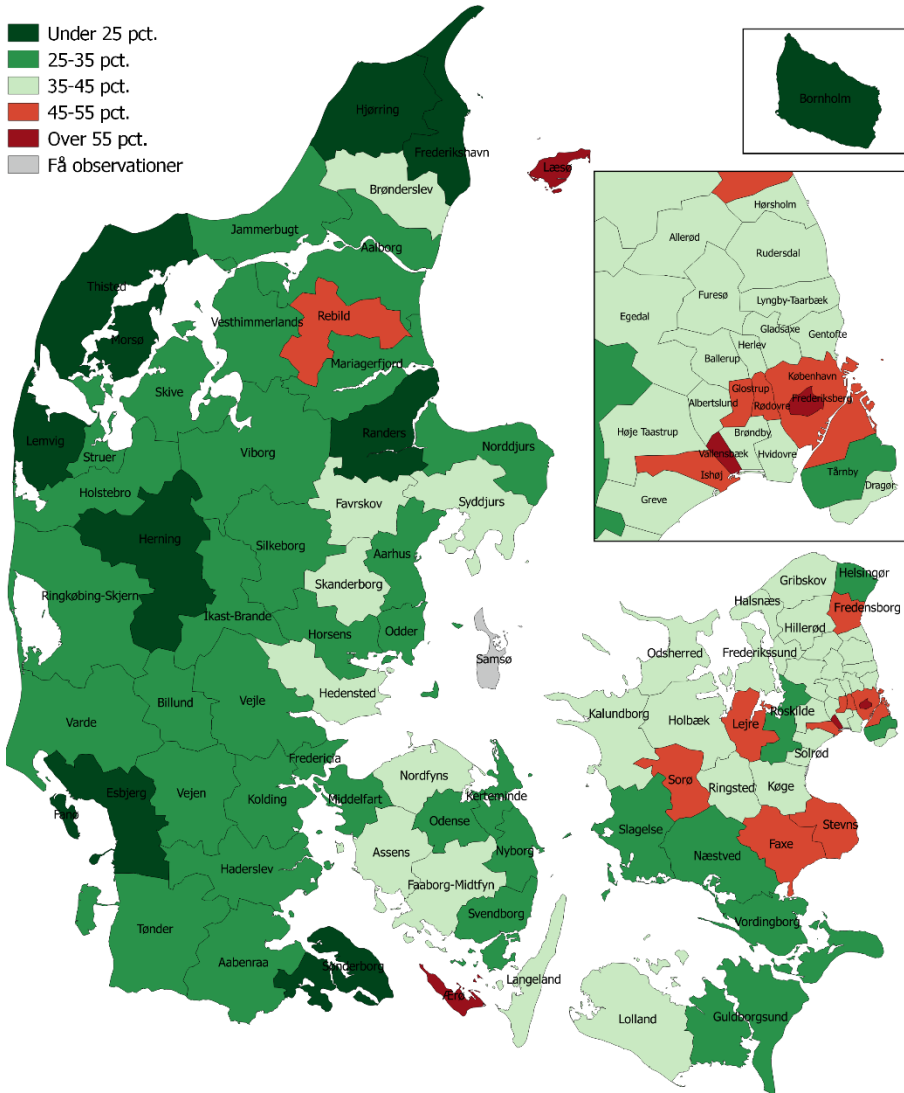 Under 25 pct.
25-35 pct.
35-45 pct.
45-55 pct.
Over 55 pct.
Få observationer
Bornholm
Hjørring
Frederikshavn
Læsø
Brønderslev
Jammerbugt
Aalborg
Thisted
Morsø
Vesthimmerlands
Rebild
Mariagerfjord
Skive
Lemvig
Struer
Viborg
Randers
Norddjurs
Holstebro
Favrskov
Syddjurs
Herning
Silkeborg
Aarhus
Skanderborg
Ringkøbing-Skjern
Ikast-Brande
Horsens
Odder
Samsø
Hedensted
Varde
Billund
Vejle
Fredericia
Esbjerg
Fanø
Vejen
Kolding
Middelfart
Nordfyns
Kerteminde
Odense
Assens
Nyborg
Haderslev
Faaborg-Midtfyn
Svendborg
Tønder
Aabenraa
Sønderborg
Ærø
Langeland
Hørsholm
Allerød
Rudersdal
Furesø
Egedal
Lyngby-Taarbæk
Gladsaxe
Gentofte
Herlev
Ballerup
København
Glostrup
Frederiksberg
Albertslund
Rødovre
Høje Taastrup
Brøndby
Vallensbæk
Hvidovre
Ishøj
Tårnby
Dragør
Greve
Gribskov
Helsingør
Halsnæs
Fredensborg
Hillerød
Odsherred
Frederikssund
Kalundborg
Holbæk
Lejre
Roskilde
Solrød
Sorø
Ringsted
Køge
Slagelse
Næstved
Faxe
Stevns
Vordingborg
Lolland
Guldborgsund